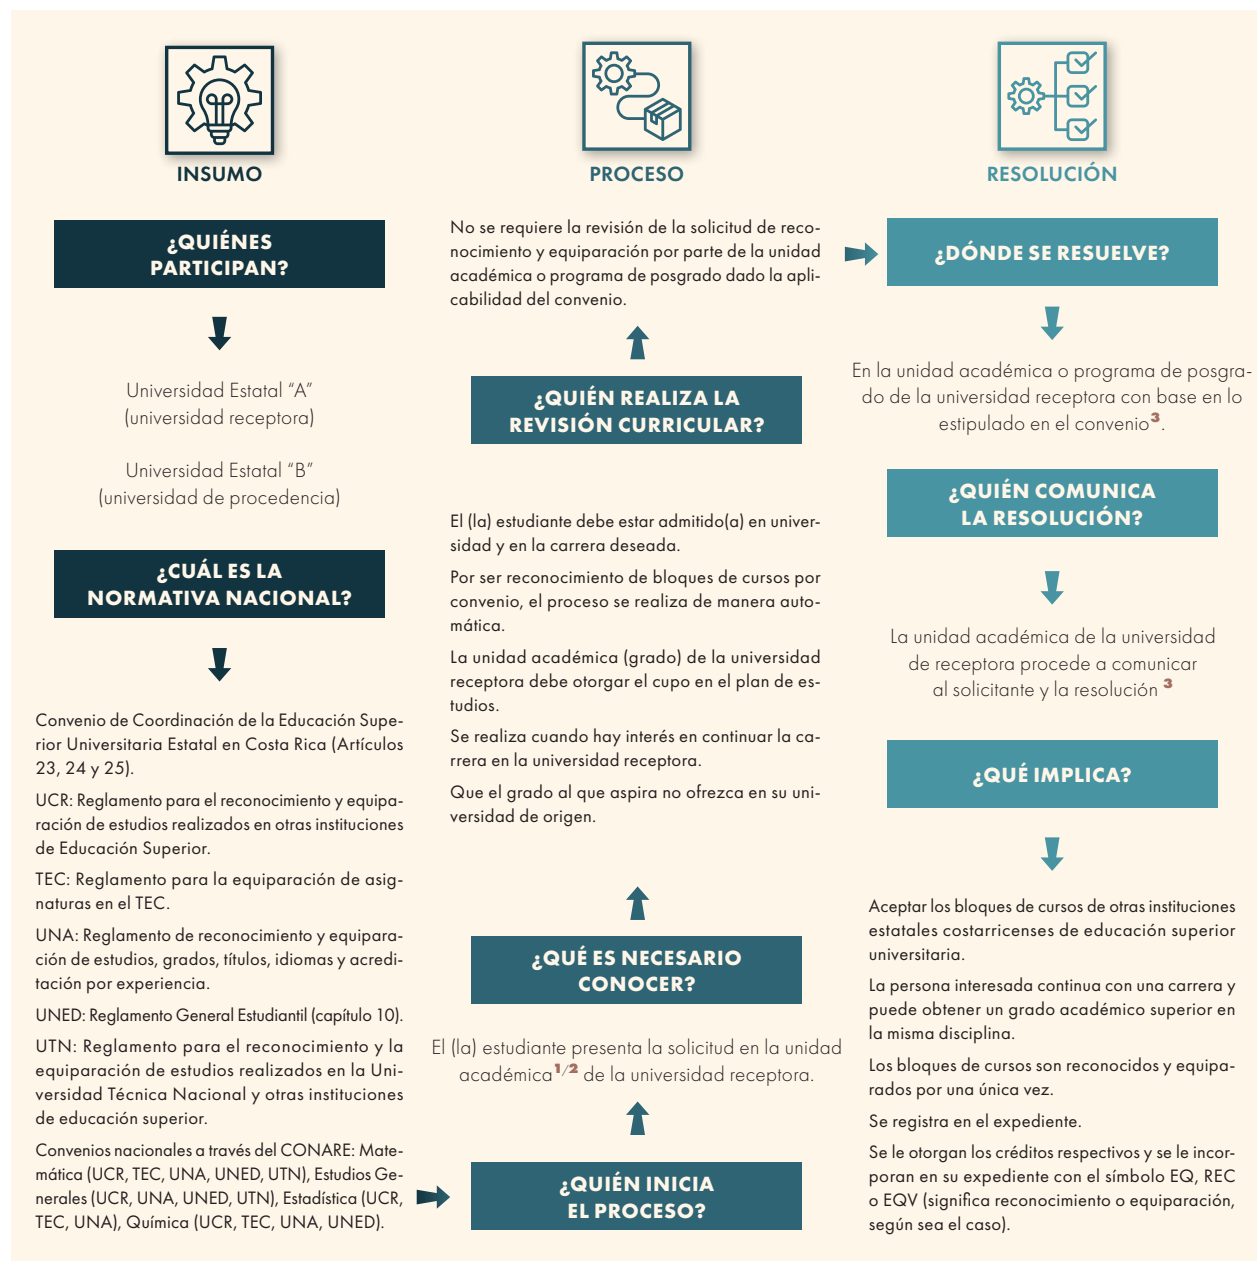 INSUMO
¿QUIÉNES
PARTICIPAN?
Universidad Estatal "A"
(universidad receptora)
Universidad Estatal "B"
(universidad de procedencia)
¿CUÁL ES LA
NORMATIVA NACIONAL?
Convenio de Coordinación de la Educación Supe-
rior Universitaria Estatal en Costa Rica (Artículos
23, 24 y 25).
UCR: Reglamento para el reconocimiento y equipa-
ración de estudios realizados en otras instituciones
de Educación Superior.
TEC: Reglamento para la equiparación de asig-
naturas en el TEC.
UNA: Reglamento de reconocimiento y equipara-
ción de estudios, grados, títulos, idiomas y acredi-
tación por experiencia.
UNED: Reglamento General Estudiantil (capítulo 10).
UTN: Reglamento para el reconocimiento y la
equiparación de estudios realizados en la Uni-
versidad Técnica Nacional y otras instituciones
de educación superior.
Convenios nacionales a través del CONARE: Mate-
mática (UCR, TEC, UNA, UNED, UTN), Estudios Ge-
nerales (UCR, UNA, UNED, UTN), Estadística (UCR,
TEC, UNA), Química (UCR, TEC, UNA, UNED).
PROCESO
No se requiere la revisión de la solicitud de reco-
nocimiento y equiparación por parte de la unidad
académica o programa de posgrado dado la apli-
cabilidad del convenio.
¿QUIÉN REALIZA LA
REVISIÓN CURRICULAR?
El (la) estudiante debe estar admitido(a) en univer-
sidad y en la carrera deseada.
Por ser reconocimiento de bloques de cursos por
convenio, el proceso se realiza de manera auto-
mática.
La unidad académica (grado) de la universidad
receptora debe otorgar el cupo en el plan de es-
tudios.
Se realiza cuando hay interés en continuar la ca-
rrera en la universidad receptora.
Que el grado al que aspira no ofrezca en su uni-
versidad de origen.
¿QUÉ ES NECESARIO
CONOCER?
El (la) estudiante presenta la solicitud en la unidad
académica1/2 de la universidad receptora.
¿QUIÉN INICIA
EL PROCESO?
RESOLUCIÓN
¿DÓNDE SE RESUELVE?
En la unidad académica o programa de posgra-
do de la universidad receptora con base en lo
estipulado en el convenio3.
¿QUIÉN COMUNICA
LA RESOLUCIÓN?
La unidad académica de la universidad
de receptora procede a comunicar
al solicitante y la resolución 3
¿QUÉ IMPLICA?
Aceptar los bloques de cursos de otras instituciones
estatales costarricenses de educación superior
universitaria.
La persona interesada continua con una carrera y
puede obtener un grado académico superior en
la misma disciplina.
Los bloques de cursos son reconocidos y equipa-
rados por una única vez.
Se registra en el expediente.
Se le otorgan los créditos respectivos y se le incor-
poran en su expediente con el símbolo EQ, REC
o EQV (significa reconocimiento o equiparación,
según sea el caso).